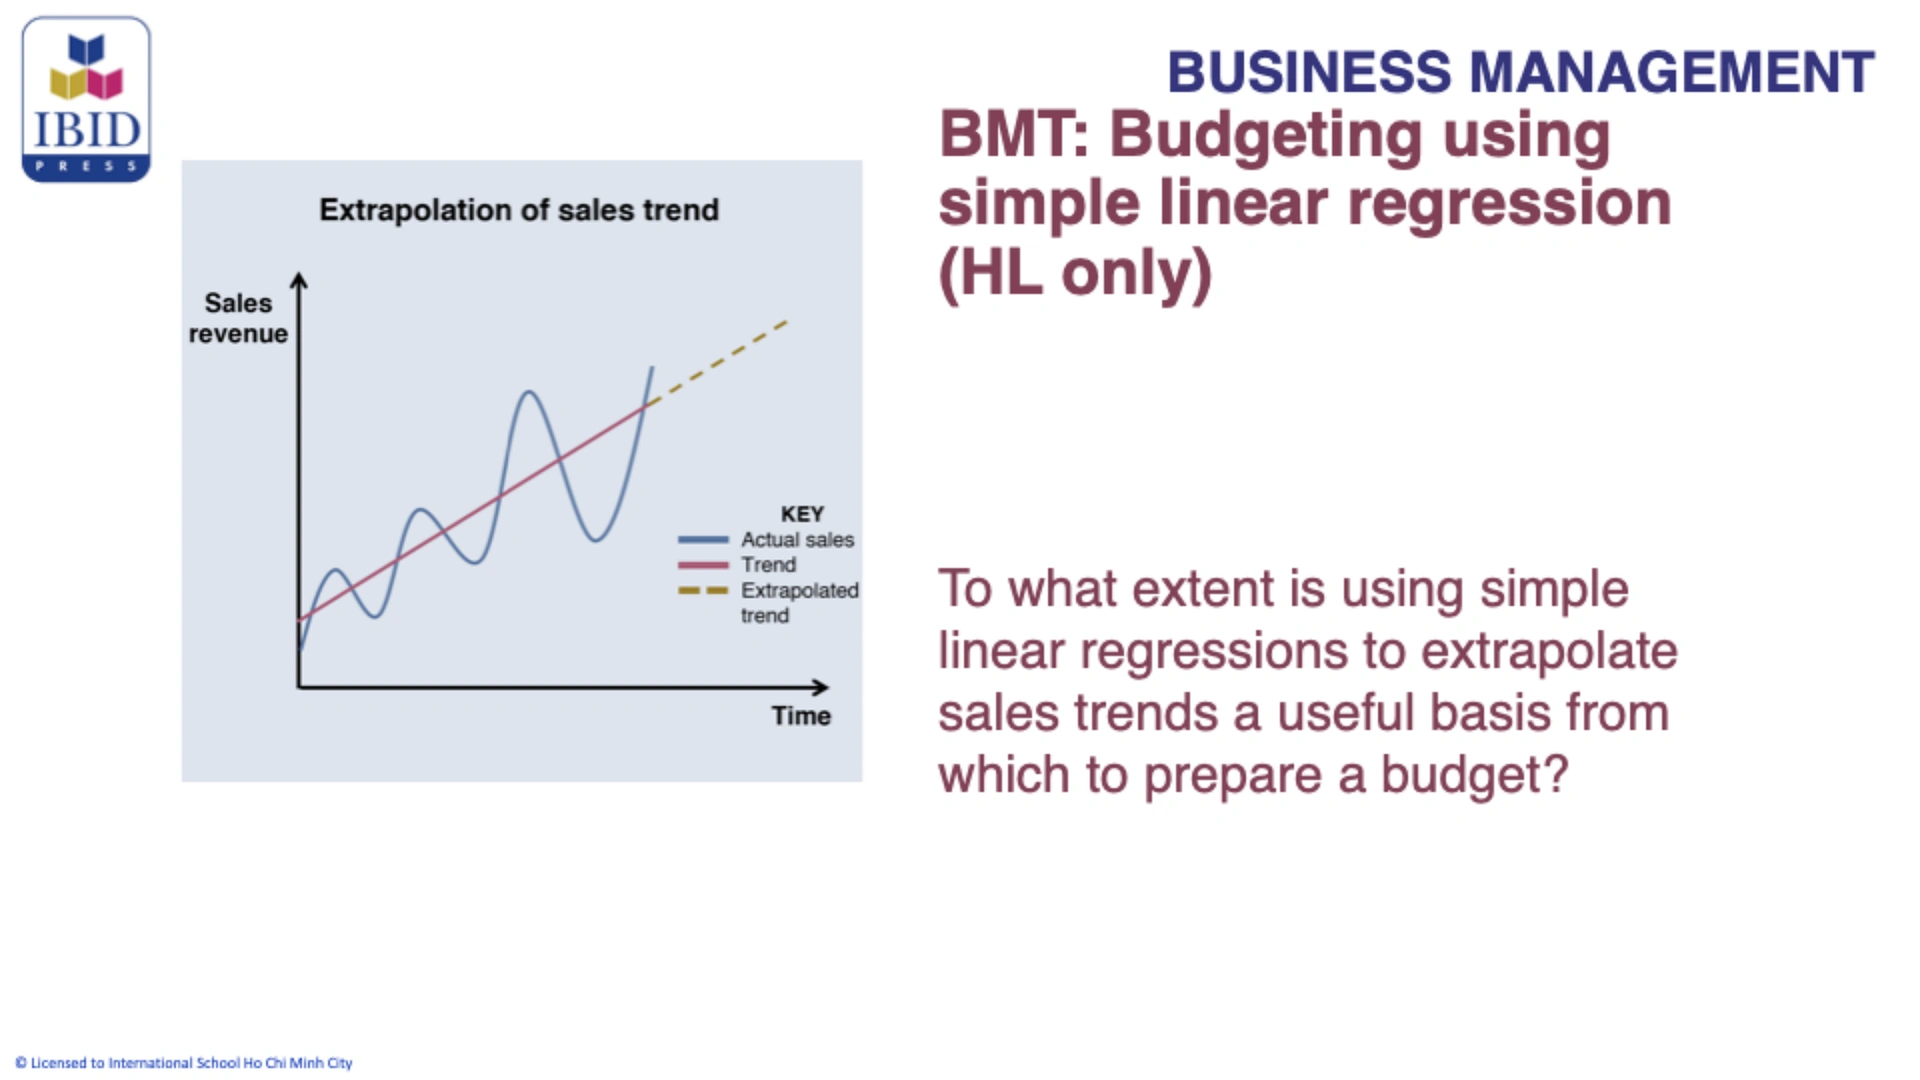 IBID
PRESS
BUSINESS MANAGEMENT
BMT: Budgeting using
simple linear regression
(HL only)
Extrapolation of sales trend
Sales
revenue
KEY
Actual sales
Trend
Extrapolated
trend
Time
To what extent is using simple
linear regressions to extrapolate
sales trends a useful basis from
which to prepare a budget?
© Licensed to International School Ho Chi Minh City